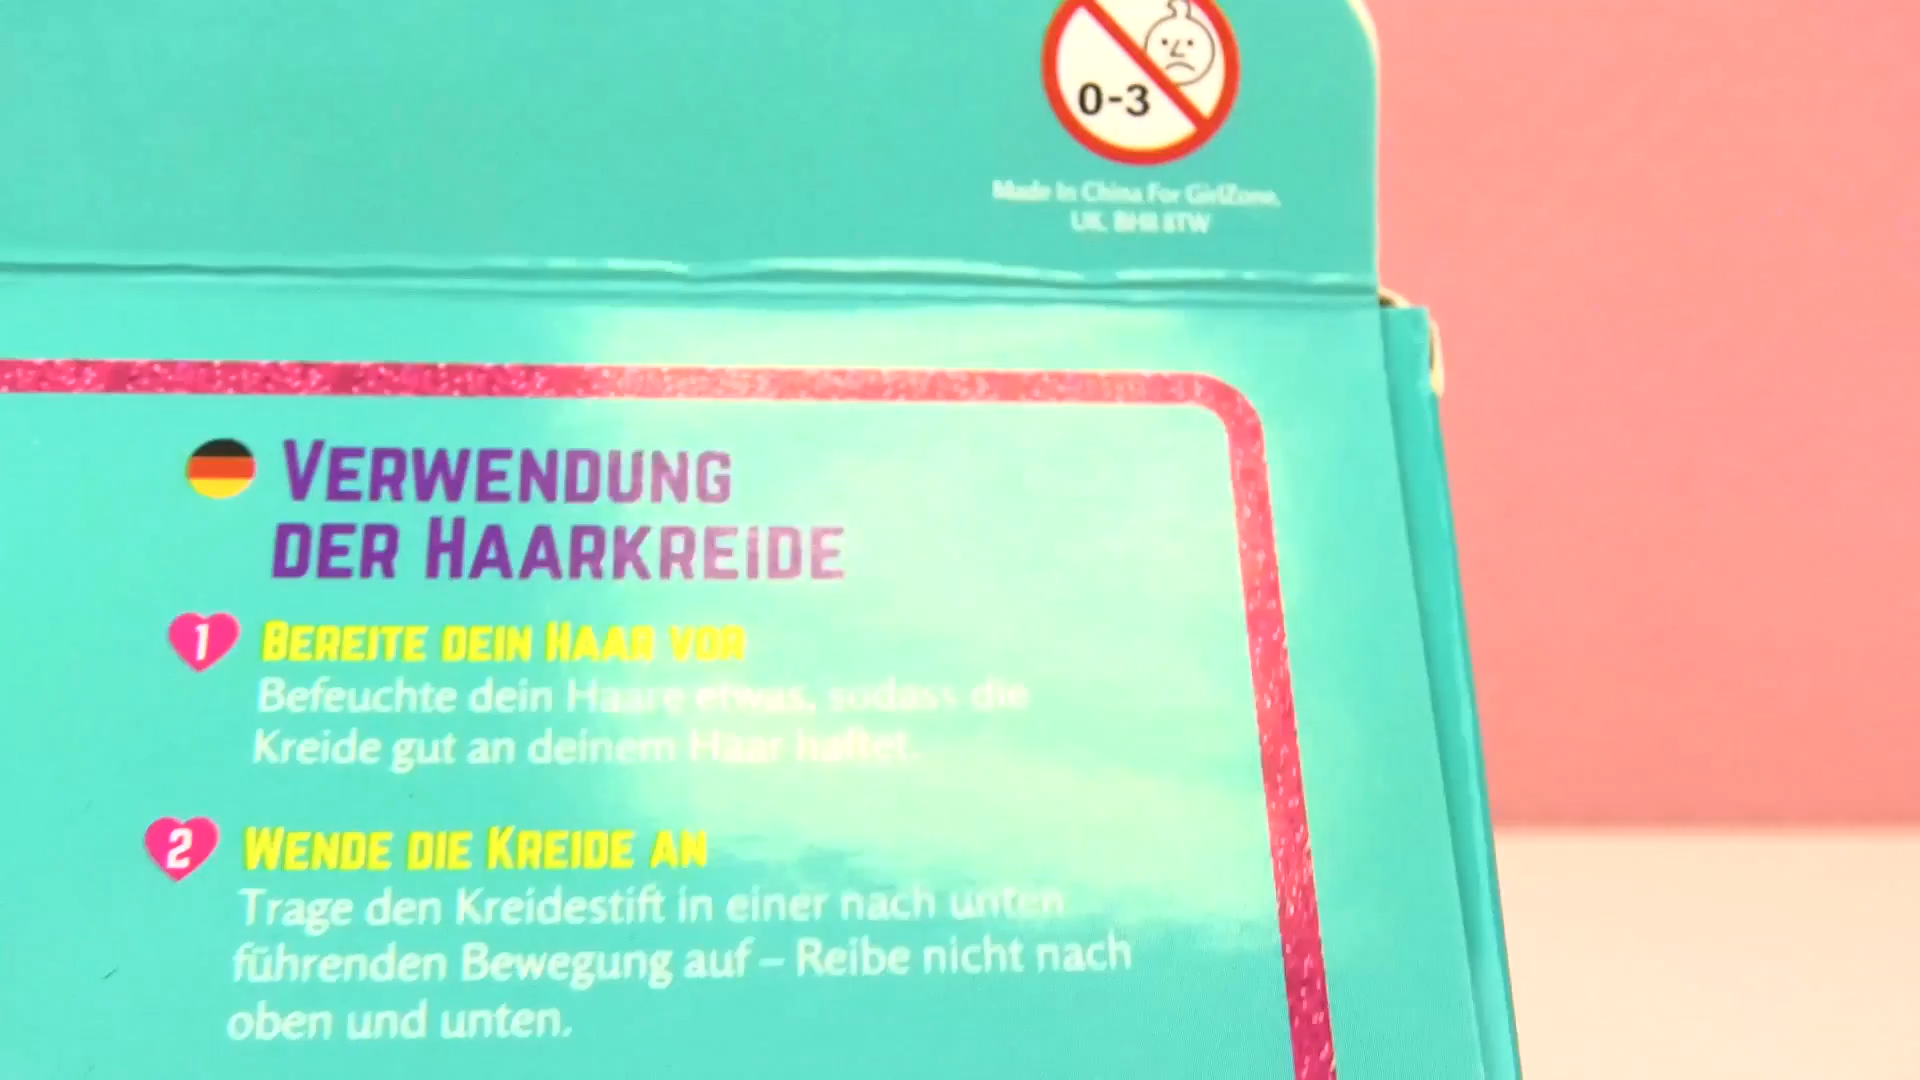 0-3
Made In China For GirlZone,
UK. BH8 8TW
VERWENDUNG
DER HAARKREIDE
1 BEREITE DEIN HAAR VOR
Befeuchte dein Haare etwas, sodass die
Kreide gut an deinem Haar haftet.
2 WENDE DIE KREIDE AN
Trage den Kreidestift in einer nach unten
führenden Bewegung auf – Reibe nicht nach
oben und unten.